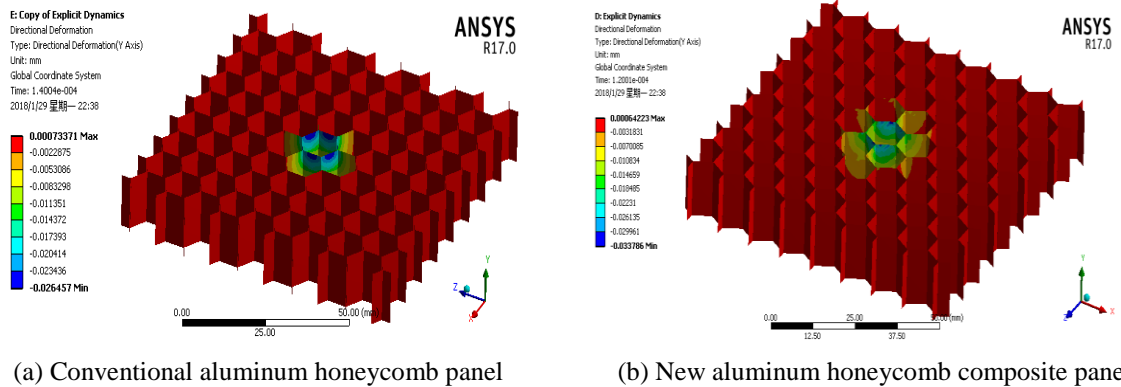 E: Copy of Explicit Dynamics
Directional Deformation
Type: Directional Deformation(Y Axis)
Unit: mm
Global Coordinate System
Time: 1.4004e-004
2018/1/29 星期一 22:38
ANSYS
R17.0
0.00073371 Max
-0.0022875
-0.0053086
-0.0083298
-0.011351
-0.014372
-0.017393
-0.020414
-0.023436
-0.026457 Min
Y
Z
X
0.00
50.00 (mm)
25.00
(a) Conventional aluminum honeycomb panel
D: Explicit Dynamics
Directional Deformation
Type: Directional Deformation(Y Axis)
Unit: mm
Global Coordinate System
Time: 1.2001e-004
2018/1/29 星期一 22:38
ANSYS
R17.0
0.00064223 Max
-0.0031831
-0.0070085
-0.010834
-0.014659
-0.018485
-0.02231
-0.026135
-0.029961
-0.033786 Min
Y
Z
X
0.00
25.00
(mm)
12.50
37.50
(b) New aluminum honeycomb composite pane